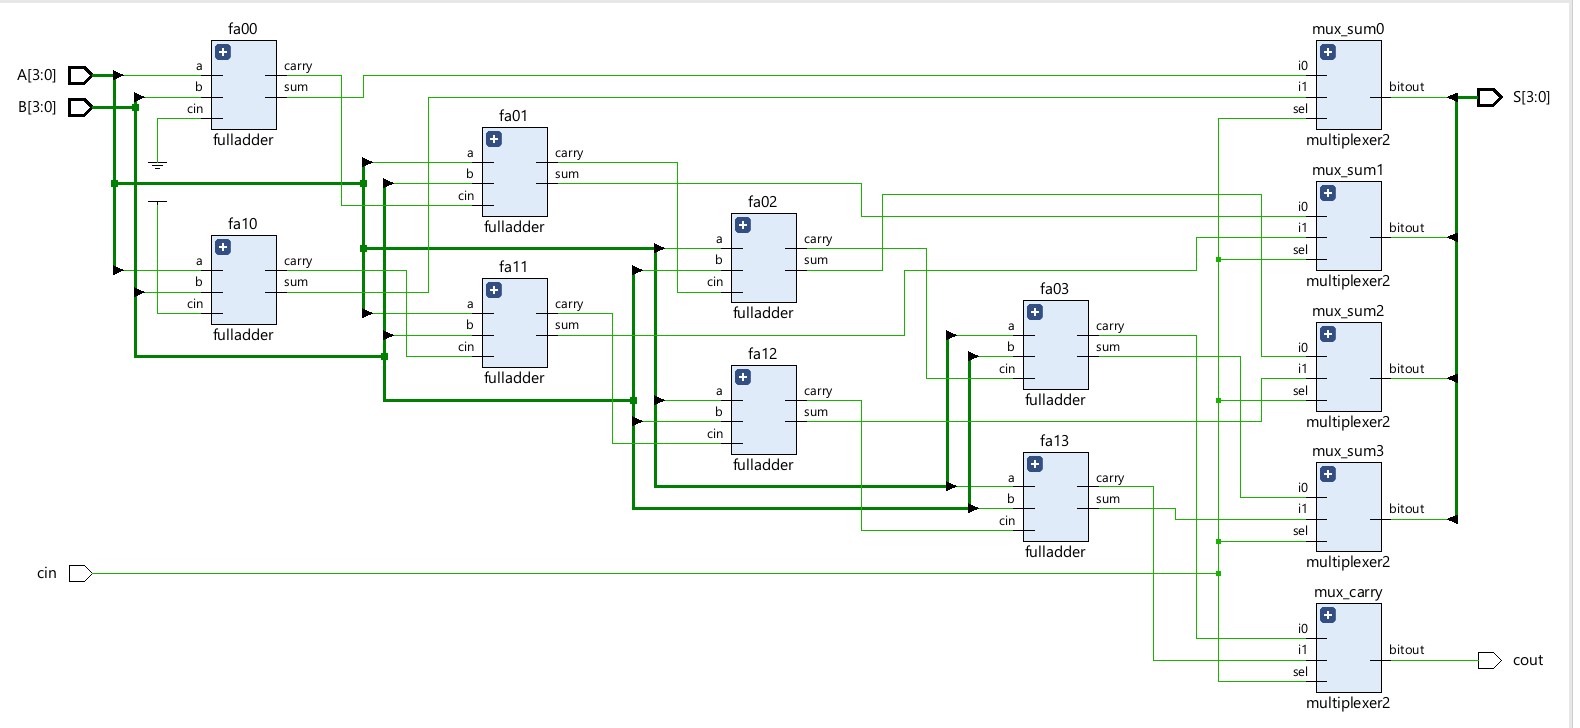 fa00
A[3:0]
a
carry
b
sum
B[3:0]
cin
fulladder
fa10
a
carry
b
sum
cin
fulladder
fa01
a
carry
b
sum
cin
fulladder
fa11
a
carry
b
sum
cin
fulladder
fa02
a
carry
b
sum
cin
fulladder
fa12
a
carry
b
sum
cin
fulladder
fa03
a
carry
b
sum
cin
fulladder
fa13
a
carry
b
sum
cin
fulladder
cin
mux_sum0
i0
i1
bitout
sel
multiplexer2
S[3:0]
mux_sum1
i0
i1
bitout
sel
multiplexer2
mux_sum2
i0
i1
bitout
sel
multiplexer2
mux_sum3
i0
i1
bitout
sel
multiplexer2
mux_carry
i0
i1
bitout
sel
multiplexer2
cout